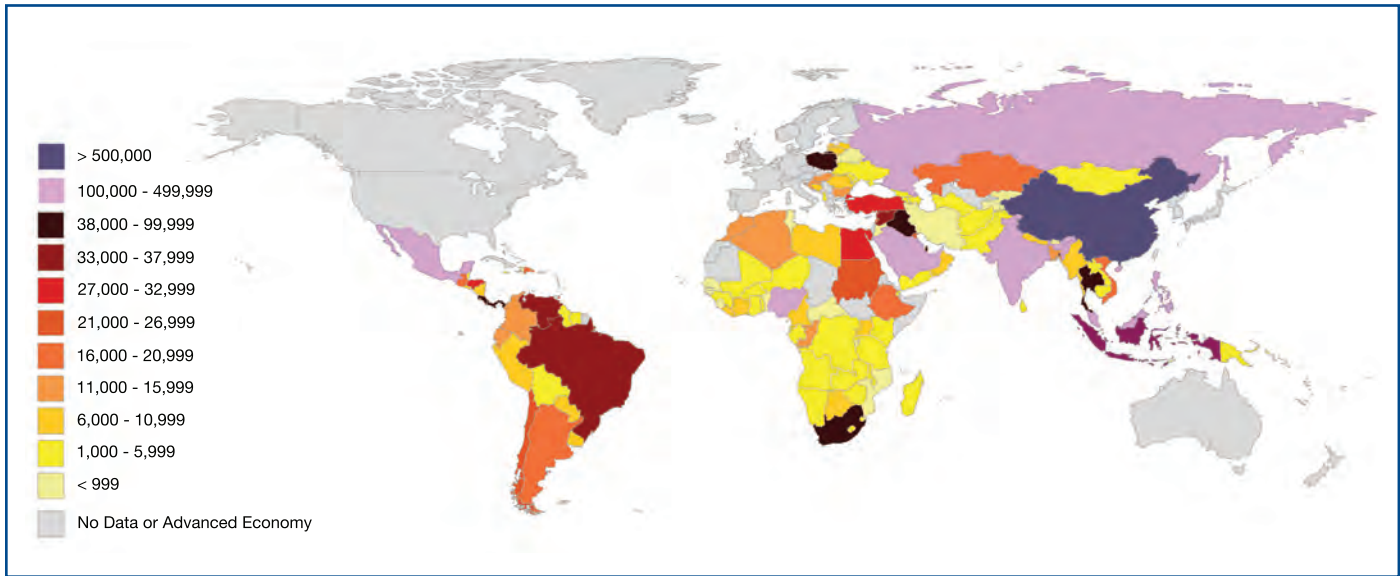 > 500,000
100,000 - 499,999
38,000 - 99,999
33,000 - 37,999
27,000 - 32,999
21,000 - 26,999
16,000 - 20,999
11,000 - 15,999
6,000 - 10,999
1,000 - 5,999
< 999
No Data or Advanced Economy